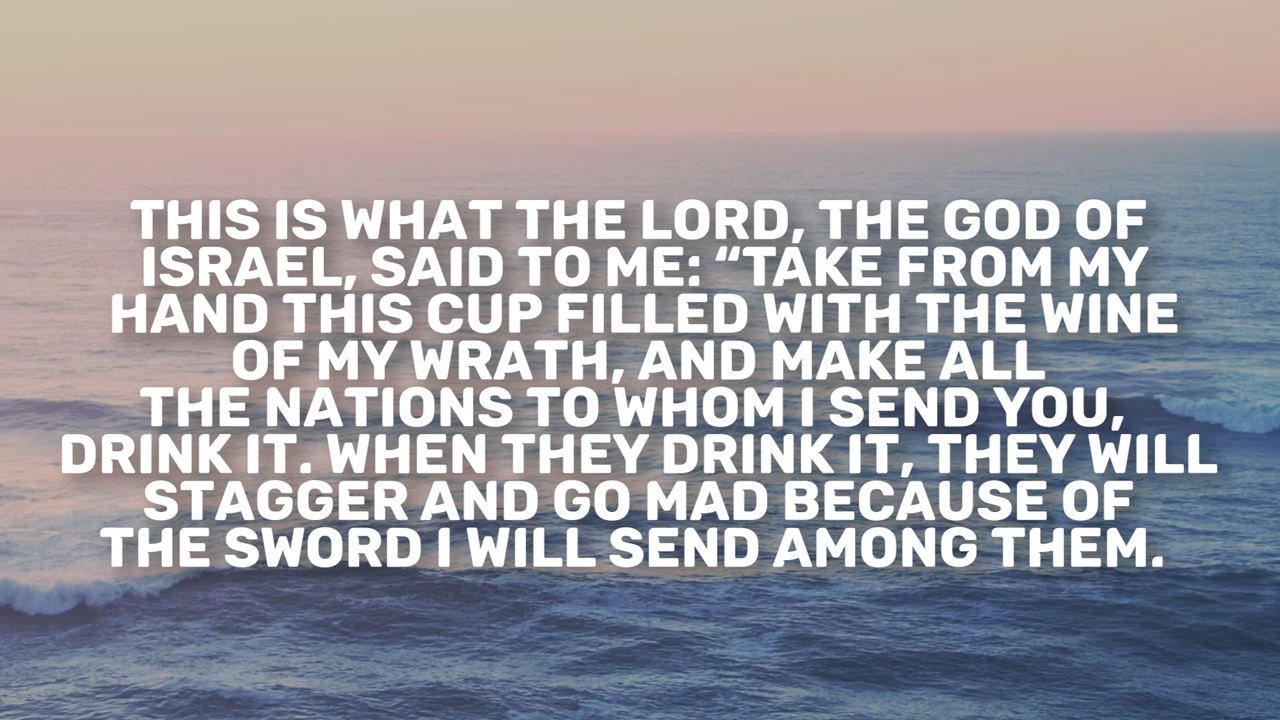 THIS IS WHAT THE LORD, THE GOD OF
ISRAEL, SAID TO ME: “TAKE FROM MY
HAND THIS CUP FILLED WITH THE WINE
OF MY WRATH, AND MAKE ALL
THE NATIONS TO WHOM I SEND YOU,
DRINK IT. WHEN THEY DRINK IT, THEY WILL
STAGGER AND GO MAD BECAUSE OF
THE SWORD I WILL SEND AMONG THEM.